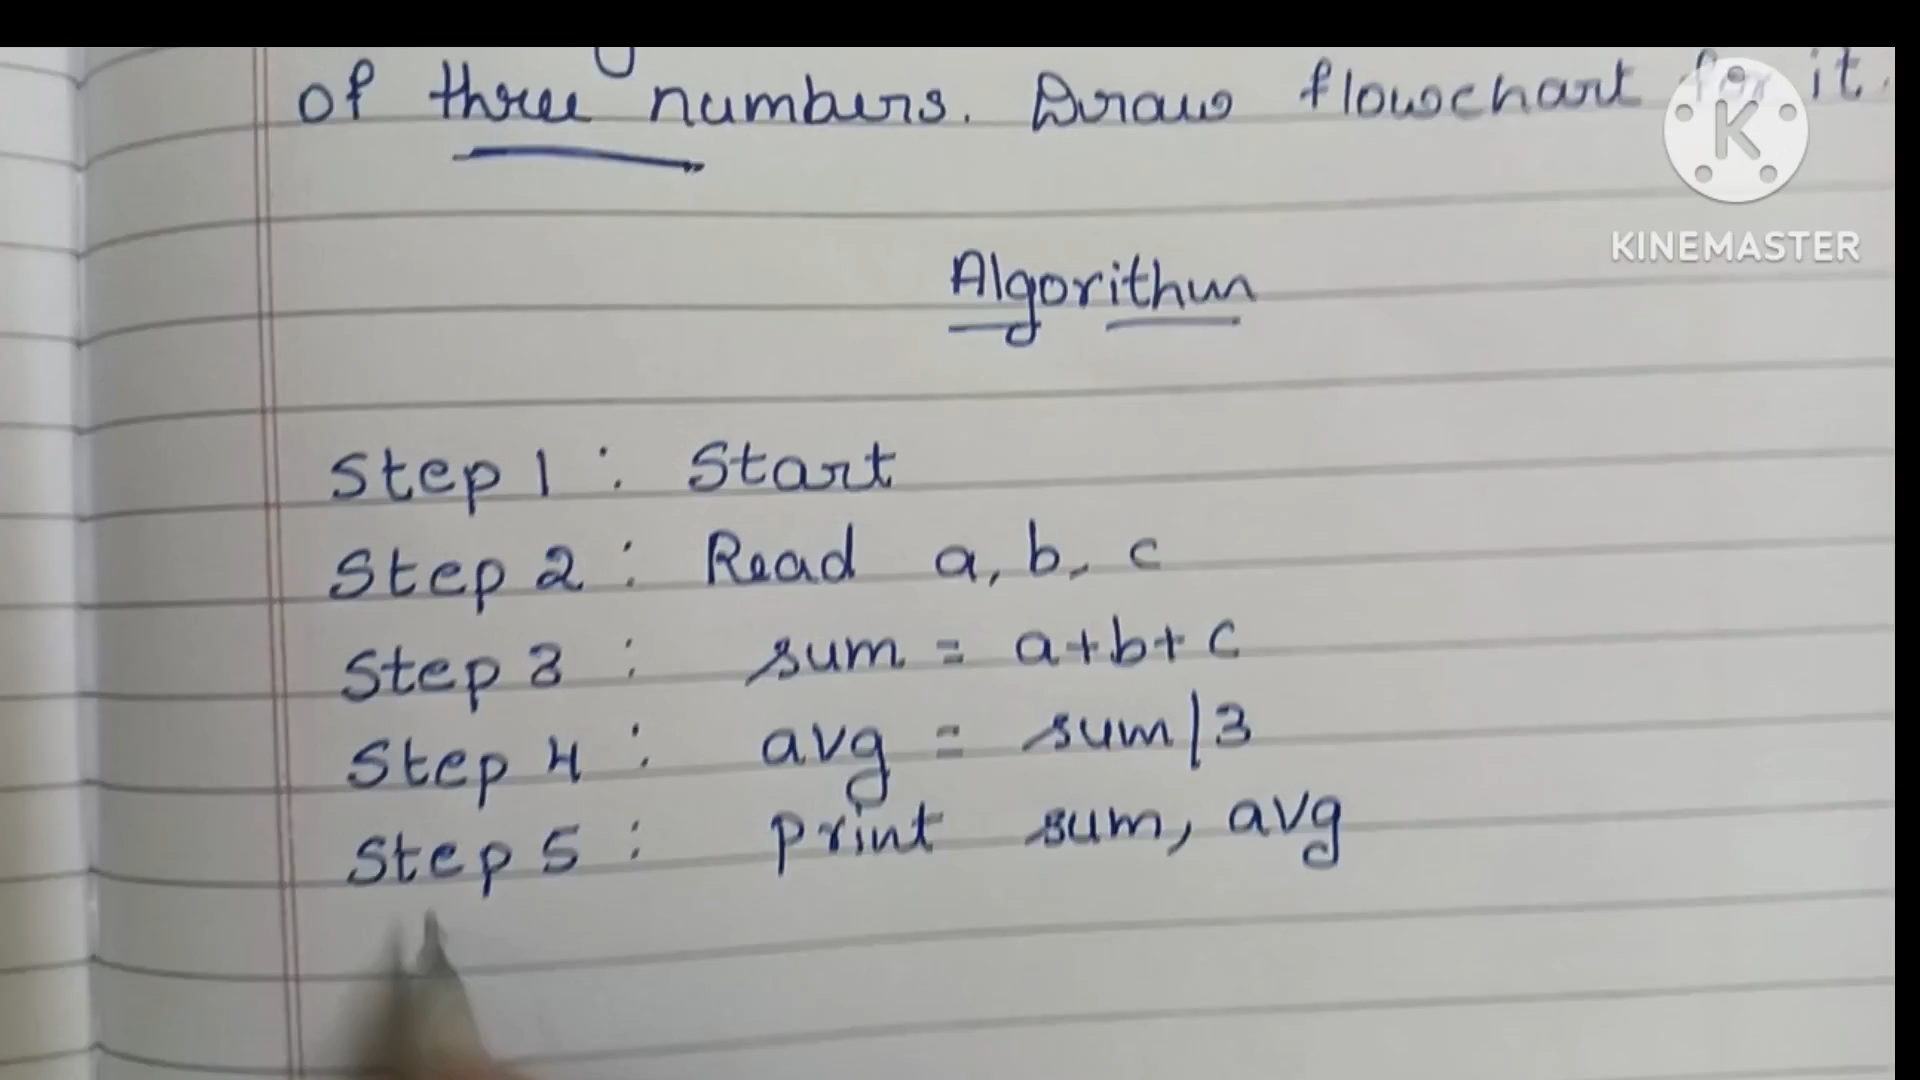 of three numbers. Draw flowchart for it.
KINEMASTER
Algorithm
Step 1 : Start
Step 2 : Read a, b, c
Step 3 : sum = a+b+c
Step 4 : avg = sum/3
Step 5 : print sum, avg